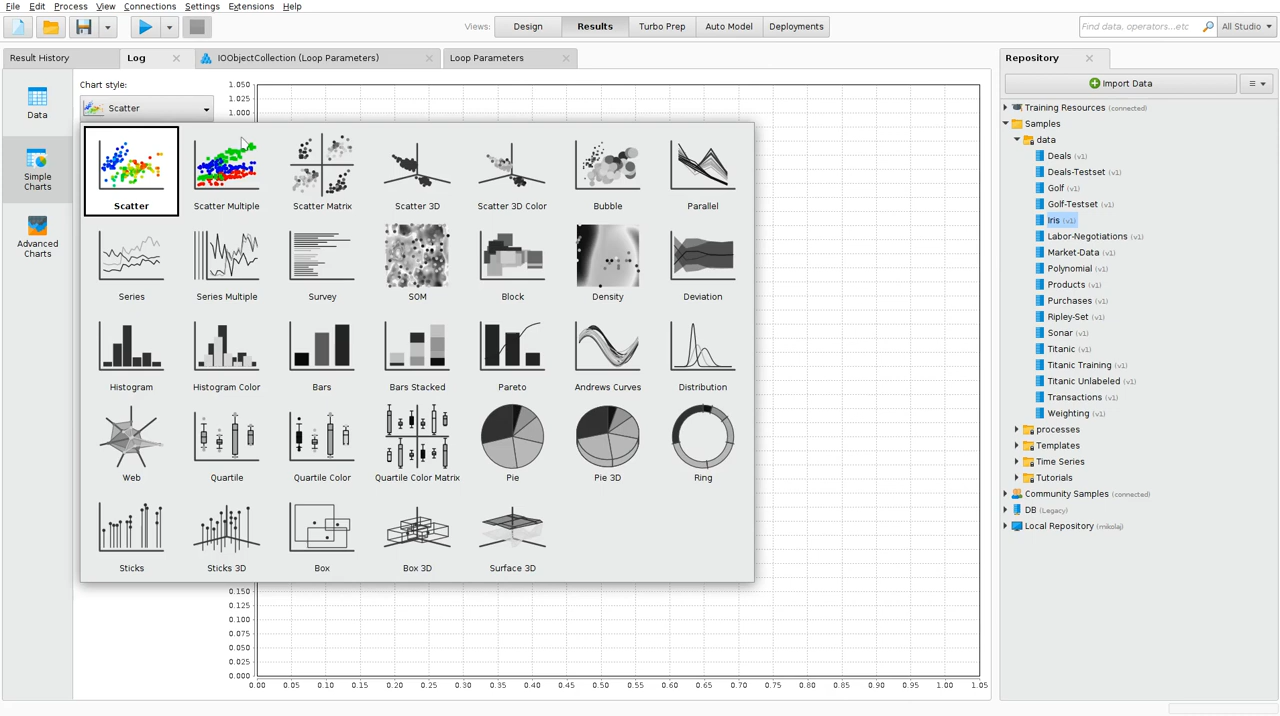 File Edit Process View Connections Settings Extensions Help
Views: Design Results Turbo Prep Auto Model Deployments
Find data, operators...etc All Studio
Result History Log IOObjectCollection (Loop Parameters) Loop Parameters
Repository
Data
Simple Charts
Advanced Charts
Chart style:
Scatter
Scatter Scatter Multiple Scatter Matrix Scatter 3D Scatter 3D Color Bubble Parallel
Series Series Multiple Survey SOM Block Density Deviation
Histogram Histogram Color Bars Bars Stacked Pareto Andrews Curves Distribution
Web Quartile Quartile Color Quartile Color Matrix Pie Pie 3D Ring
Sticks Sticks 3D Box Box 3D Surface 3D
1.050
1.000
0.150
0.125
0.100
0.075
0.050
0.025
0.000
0.00 0.05 0.10 0.15 0.20 0.25 0.30 0.35 0.40 0.45 0.50 0.55 0.60 0.65 0.70 0.75 0.80 0.85 0.90 0.95 1.00 1.05
Import Data
Training Resources (connected)
Samples
data
Deals (v1)
Deals-Testset (v1)
Golf (v1)
Golf-Testset (v1)
Iris (v1)
Labor-Negotiations (v1)
Market-Data (v1)
Polynomial (v1)
Products (v1)
Purchases (v1)
Ripley-Set (v1)
Sonar (v1)
Titanic (v1)
Titanic Training (v1)
Titanic Unlabeled (v1)
Transactions (v1)
Weighting (v1)
processes
Templates
Time Series
Tutorials
Community Samples (connected)
DB (Legacy)
Local Repository (mikolaj)